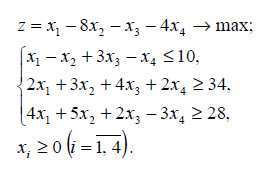 z = x₁ − 8x₂ − x₃ − 4x₄ → max;
x₁ − x₂ + 3x₃ − x₄ ≤ 10,
2x₁ + 3x₂ + 4x₃ + 2x₄ ≥ 34,
4x₁ + 5x₂ + 2x₃ − 3x₄ ≥ 28,
xᵢ ≥ 0 (i = 1, 4).